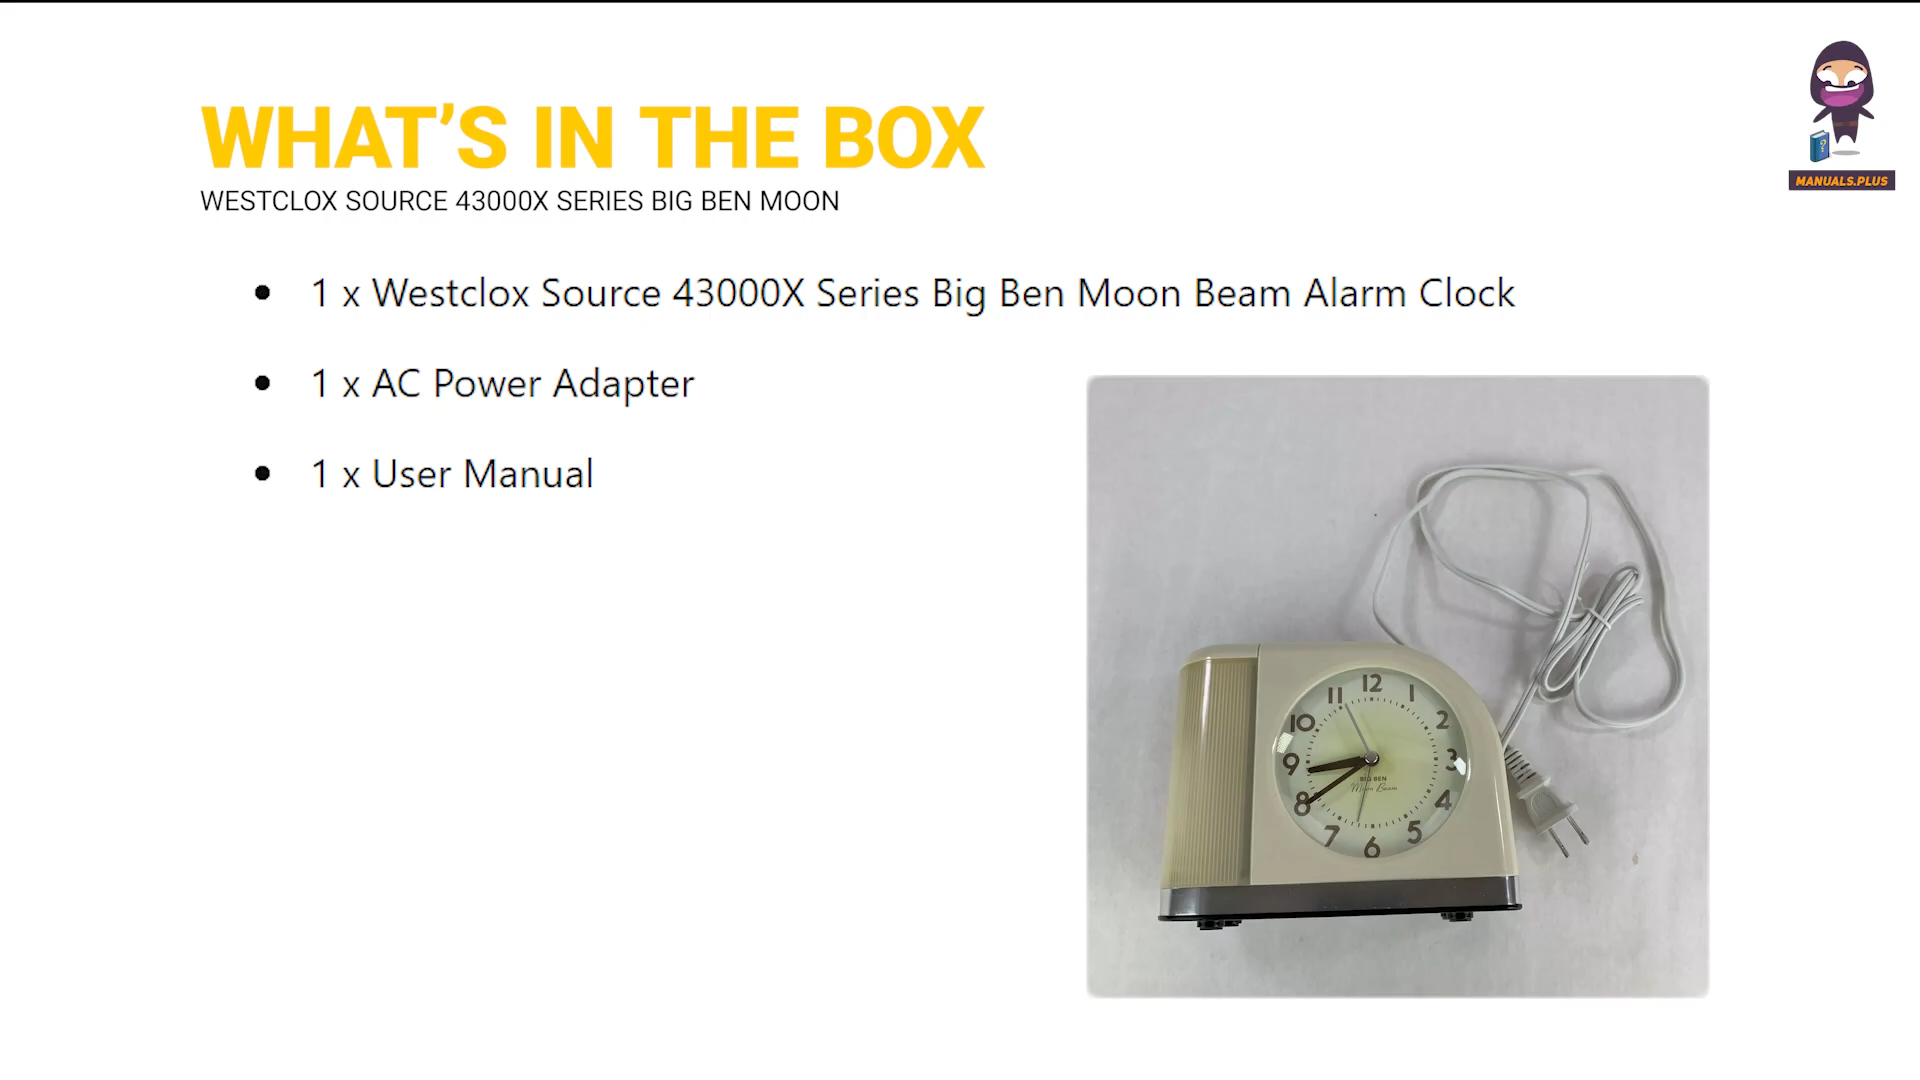 WHAT'S IN THE BOX
WESTCLOX SOURCE 43000X SERIES BIG BEN MOON
MANUALS.PLUS
• 1 x Westclox Source 43000X Series Big Ben Moon Beam Alarm Clock
• 1 x AC Power Adapter
• 1 x User Manual
12
11 1
10 2
9 3
8 4
7 5
6
BIG BEN
Moon Beam
?